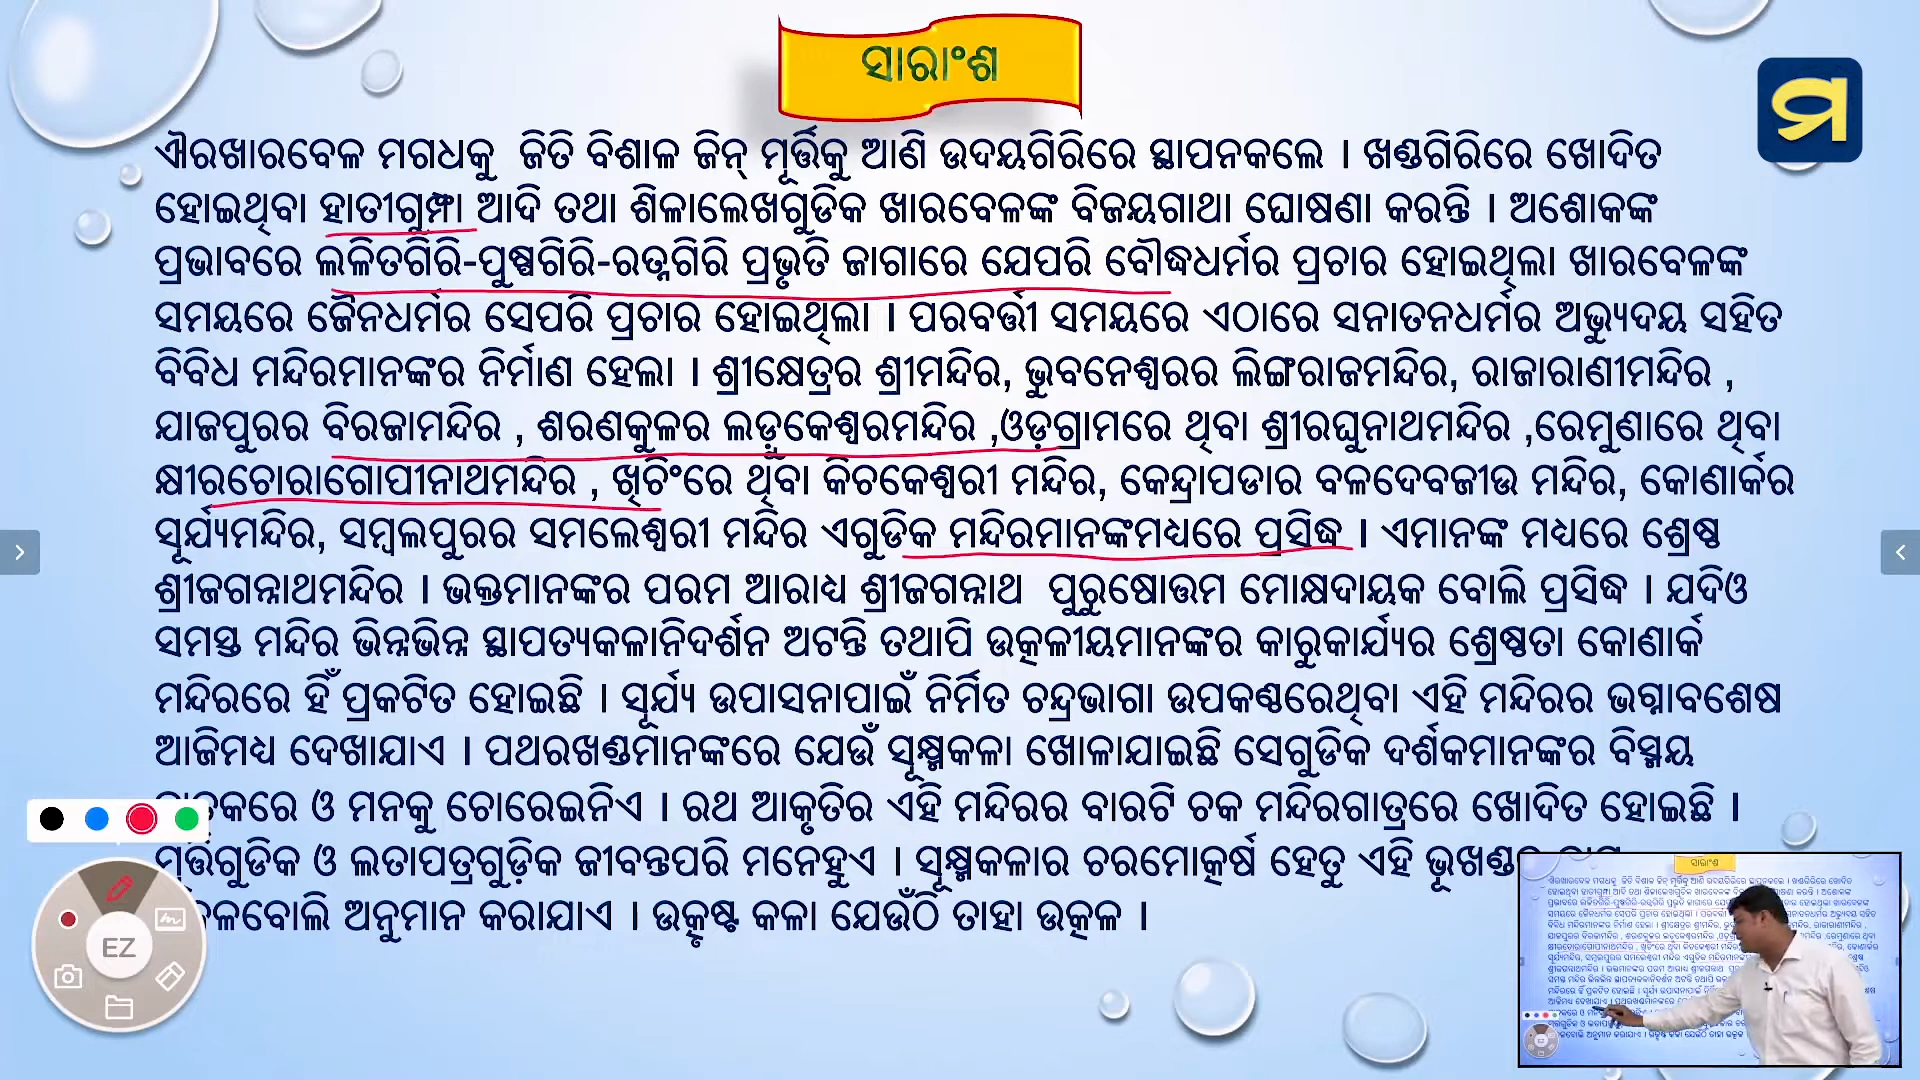 ସାରାଂଶ
ମ
ଐରଖାରବେଳ ମଗଧକୁ ଜିତି ବିଶାଳ ଜିନ୍ ମୂର୍ତ୍ତିକୁ ଆଣି ଉଦୟଗିରିରେ ସ୍ଥାପନକଲେ । ଖଣ୍ଡଗିରିରେ ଖୋଦିତ
ହୋଇଥିବା ହାତୀଗୁମ୍ଫା ଆଦି ତଥା ଶିଳାଲେଖଗୁଡିକ ଖାରବେଳଙ୍କ ବିଜୟଗାଥା ଘୋଷଣା କରନ୍ତି । ଅଶୋକଙ୍କ
ପ୍ରଭାବରେ ଲଳିତଗିରି-ପୁଷ୍ପଗିରି-ରତ୍ନଗିରି ପ୍ରଭୃତି ଜାଗାରେ ଯେପରି ବୌଦ୍ଧଧର୍ମର ପ୍ରଚାର ହୋଇଥିଲା ଖାରବେଳଙ୍କ
ସମୟରେ ଜୈନଧର୍ମର ସେପରି ପ୍ରଚାର ହୋଇଥିଲା । ପରବର୍ତ୍ତୀ ସମୟରେ ଏଠାରେ ସନାତନଧର୍ମର ଅଭ୍ୟୁଦୟ ସହିତ
ବିବିଧ ମନ୍ଦିରମାନଙ୍କର ନିର୍ମାଣ ହେଲା । ଶ୍ରୀକ୍ଷେତ୍ରର ଶ୍ରୀମନ୍ଦିର, ଭୁବନେଶ୍ୱରର ଲିଙ୍ଗରାଜମନ୍ଦିର, ରାଜାରାଣୀମନ୍ଦିର ,
ଯାଜପୁରର ବିରଜାମନ୍ଦିର , ଶରଣକୁଳର ଲଡ଼ୁକେଶ୍ୱରମନ୍ଦିର ,ଓଡ଼ଗ୍ରାମରେ ଥିବା ଶ୍ରୀରଘୁନାଥମନ୍ଦିର ,ରେମୁଣାରେ ଥିବା
କ୍ଷୀରଚୋରାଗୋପୀନାଥମନ୍ଦିର , ଖିଚିଂରେ ଥିବା କିଚକେଶ୍ୱରୀ ମନ୍ଦିର, କେନ୍ଦ୍ରାପଡାର ବଳଦେବଜୀଉ ମନ୍ଦିର, କୋଣାର୍କର
ସୂର୍ଯ୍ୟମନ୍ଦିର, ସମ୍ବଲପୁରର ସମଲେଶ୍ୱରୀ ମନ୍ଦିର ଏଗୁଡିକ ମନ୍ଦିରମାନଙ୍କମଧ୍ୟରେ ପ୍ରସିଦ୍ଧ । ଏମାନଙ୍କ ମଧ୍ୟରେ ଶ୍ରେଷ୍ଠ
ଶ୍ରୀଜଗନ୍ନାଥମନ୍ଦିର । ଭକ୍ତମାନଙ୍କର ପରମ ଆରାଧ୍ୟ ଶ୍ରୀଜଗନ୍ନାଥ ପୁରୁଷୋତ୍ତମ ମୋକ୍ଷଦାୟକ ବୋଲି ପ୍ରସିଦ୍ଧ । ଯଦିଓ
ସମସ୍ତ ମନ୍ଦିର ଭିନ୍ନଭିନ୍ନ ସ୍ଥାପତ୍ୟକଳାନିଦର୍ଶନ ଅଟନ୍ତି ତଥାପି ଉତ୍କଳୀୟମାନଙ୍କର କାରୁକାର୍ଯ୍ୟର ଶ୍ରେଷ୍ଠତା କୋଣାର୍କ
ମନ୍ଦିରରେ ହିଁ ପ୍ରକଟିତ ହୋଇଛି । ସୂର୍ଯ୍ୟ ଉପାସନାପାଇଁ ନିର୍ମିତ ଚନ୍ଦ୍ରଭାଗା ଉପକଣ୍ଠରେଥିବା ଏହି ମନ୍ଦିରର ଭଗ୍ନାବଶେଷ
ଆଜିମଧ୍ୟ ଦେଖାଯାଏ । ପଥରଖଣ୍ଡମାନଙ୍କରେ ଯେଉଁ ସୂକ୍ଷ୍ମକଳା ଖୋଳାଯାଇଛି ସେଗୁଡିକ ଦର୍ଶକମାନଙ୍କର ବିସ୍ମୟ
ଓ ମନକୁ ଚୋରେଇନିଏ । ରଥ ଆକୃତିର ଏହି ମନ୍ଦିରର ବାରଟି ଚକ ମନ୍ଦିରଗାତ୍ରରେ ଖୋଦିତ ହୋଇଛି ।
ମୂର୍ତ୍ତିଗୁଡିକ ଓ ଲତାପତ୍ରଗୁଡ଼ିକ ଜୀବନ୍ତପରି ମନେହୁଏ । ସୂକ୍ଷ୍ମକଳାର ଚରମୋତ୍କର୍ଷ ହେତୁ ଏହି ଭୂଖଣ୍ଡର
ଅନୁମାନ କରାଯାଏ । ଉତ୍କୃଷ୍ଟ କଳା ଯେଉଁଠି ତାହା ଉତ୍କଳ ।
EZ
ସାରାଂଶ